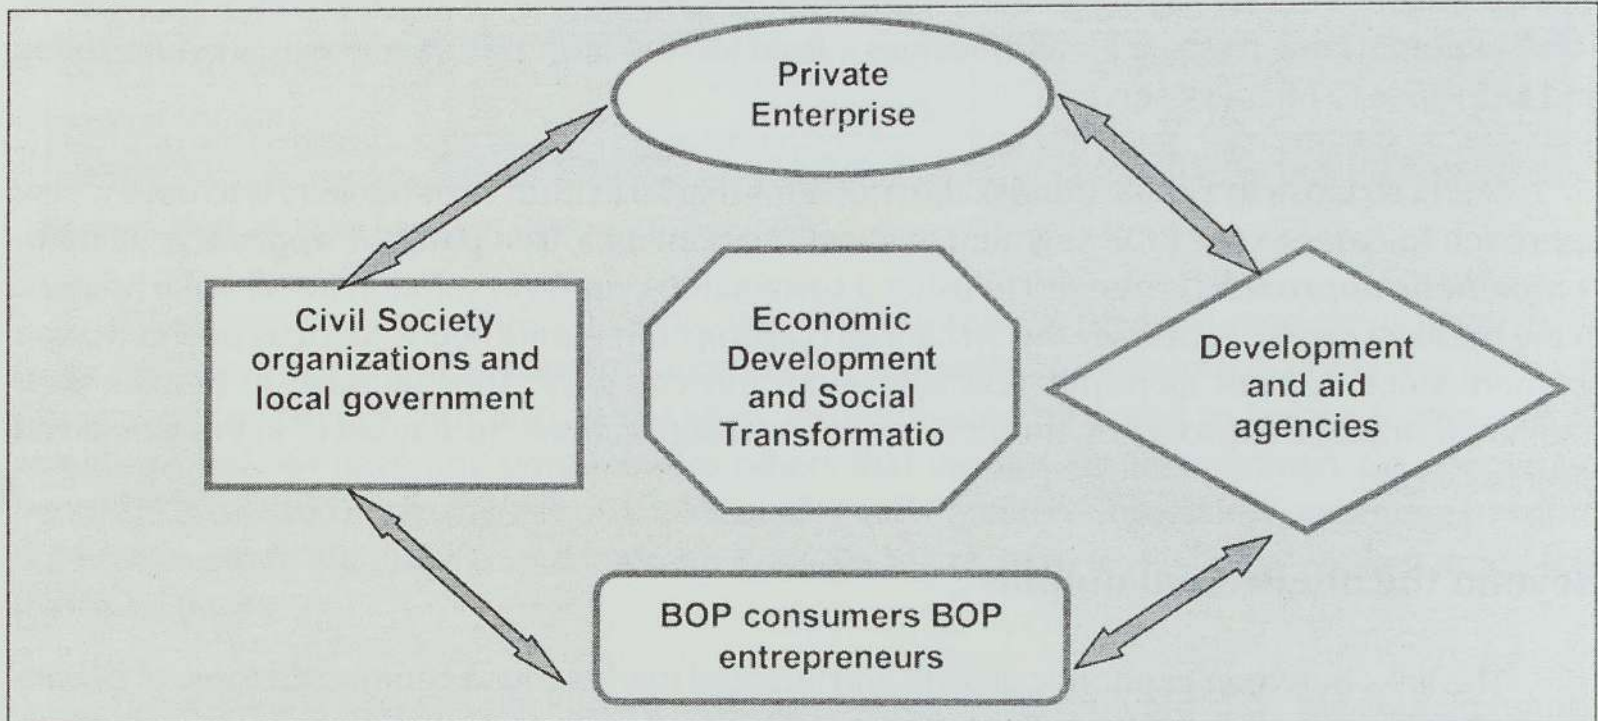 Private
Enterprise
Civil Society
organizations and
local government
Economic
Development
and Social
Transformatio
Development
and aid
agencies
BOP consumers BOP
entrepreneurs